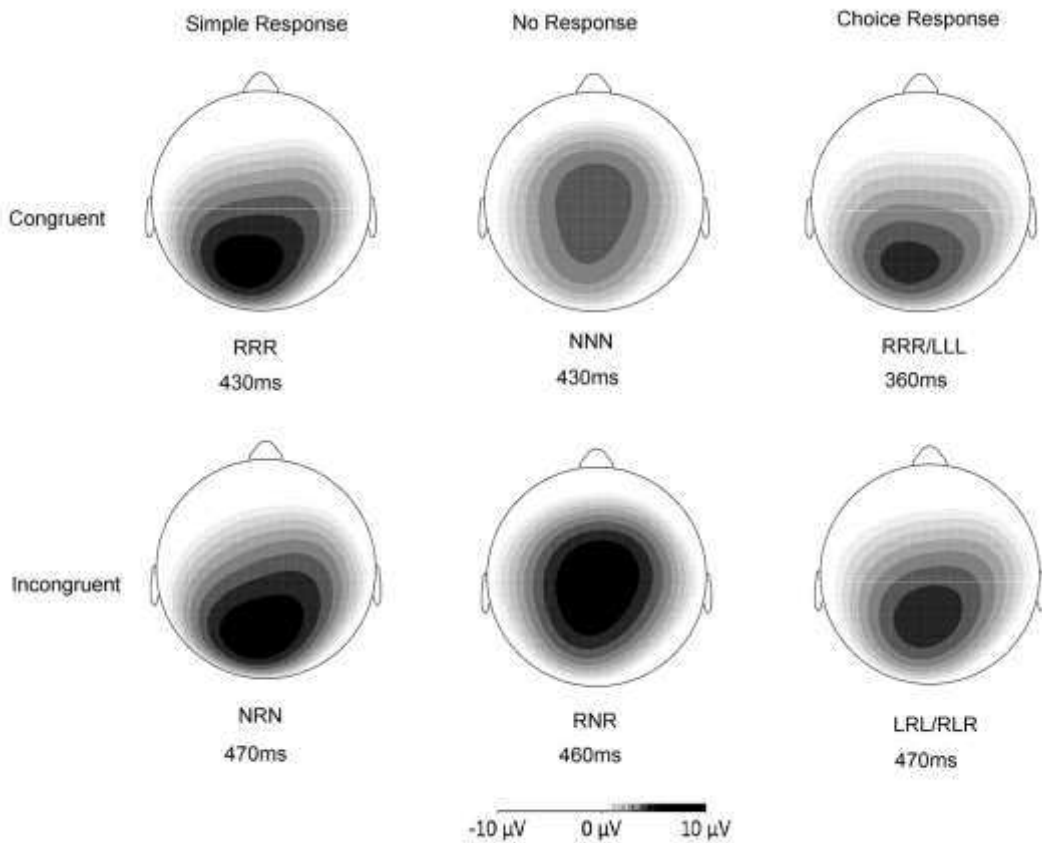 Simple Response No Response Choice Response
Congruent
RRR NNN RRR/LLL
430ms 430ms 360ms
Incongruent
NRN RNR LRL/RLR
470ms 460ms 470ms
-10 µV 0 µV 10 µV